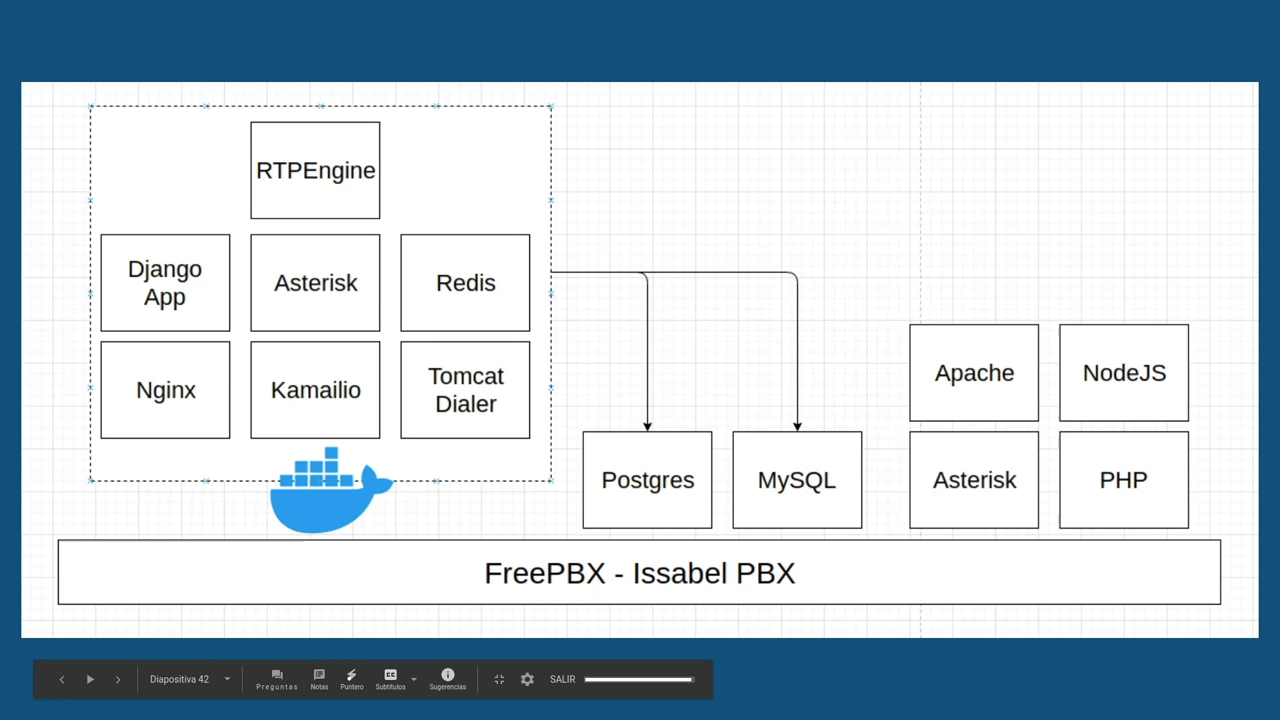 RTPEngine
Django
App
Asterisk
Redis
Nginx
Kamailio
Tomcat
Dialer
Postgres
MySQL
Apache
NodeJS
Asterisk
PHP
FreePBX - Issabel PBX
Diapositiva 42
Preguntas
Notas
Puntero
CC
Subtítulos
Sugerencias
SALIR